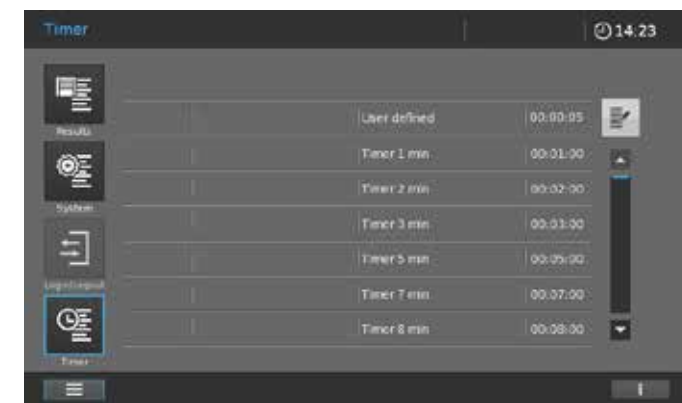 Timer
14:23
Results
User defined 00:00:05
Timer 1 min 00:01:00
System
Timer 2 min 00:02:00
Timer 3 min 00:03:00
Timer 5 min 00:05:00
Login/Logout
Timer 7 min 00:07:00
Timer 8 min 00:08:00
Timer
i